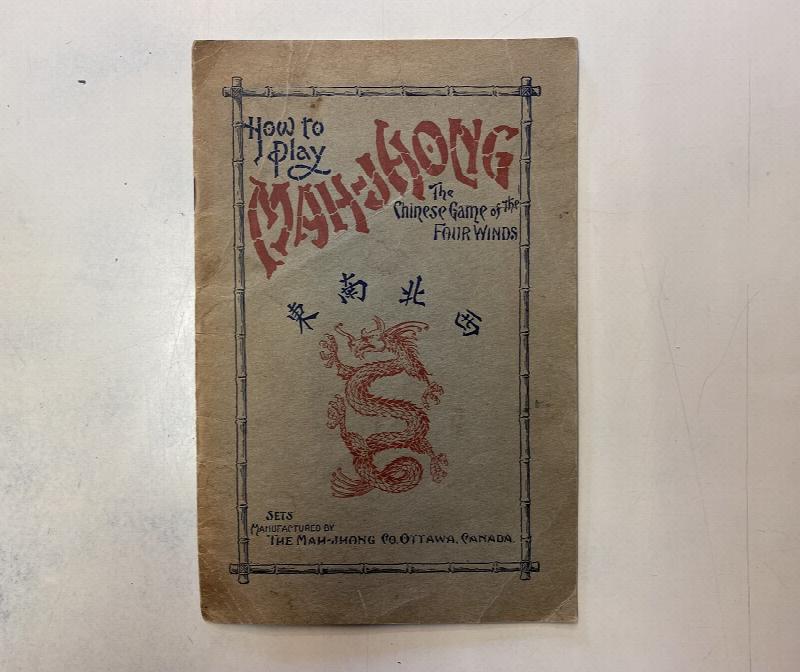 How to
play
MAH-JHONG
The
Chinese Game of the
FOUR WINDS
東 南 北 西
SETS
MANUFACTURED BY
THE MAH-JHONG CO. OTTAWA, CANADA.